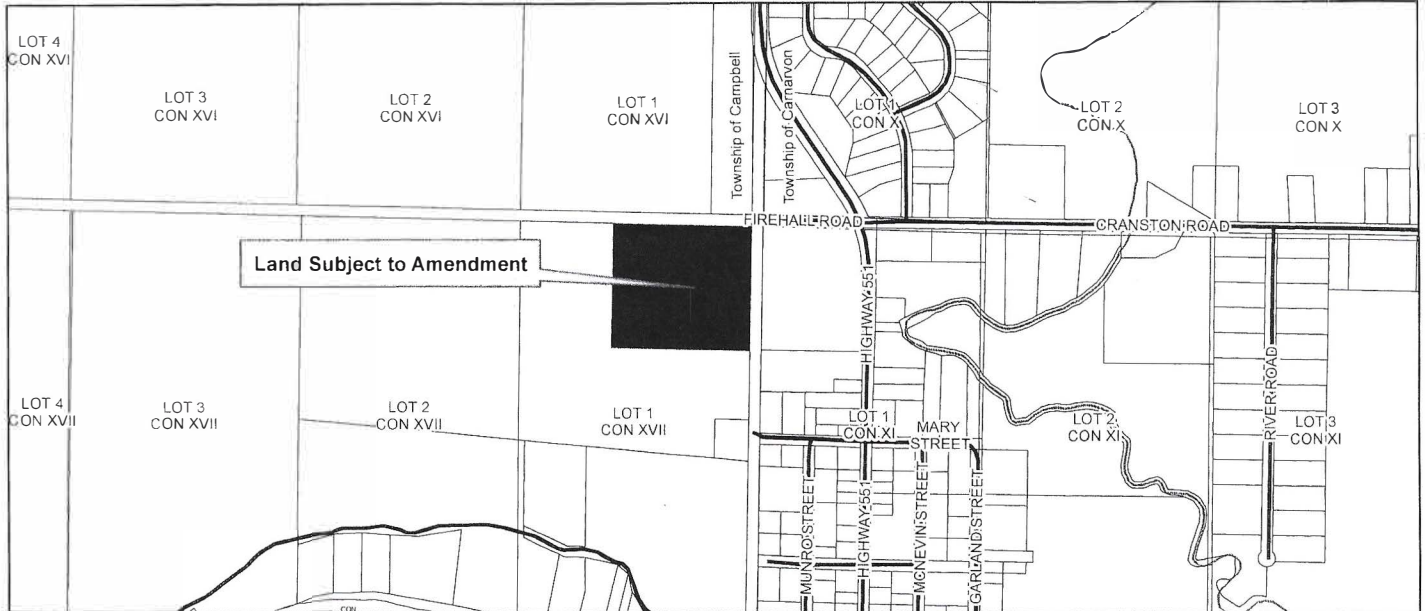 LOT 4
CON XVI
LOT 3
CON XVI
LOT 2
CON XVI
LOT 1
CON XVI
Township of Campbell
Township of Carnarvon
LOT 1
CON X
LOT 2
CON X
LOT 3
CON X
FIREHALL ROAD
CRANSTON ROAD
Land Subject to Amendment
HIGHWAY 551
RIVER ROAD
LOT 4
CON XVII
LOT 3
CON XVII
LOT 2
CON XVII
LOT 1
CON XVII
LOT 1
CON XI
MARY
STREET
LOT 2
CON XI
LOT 3
CON XI
MUNRO STREET
HIGHWAY 551
MCNEVIN STREET
GARLAND STREET
CON